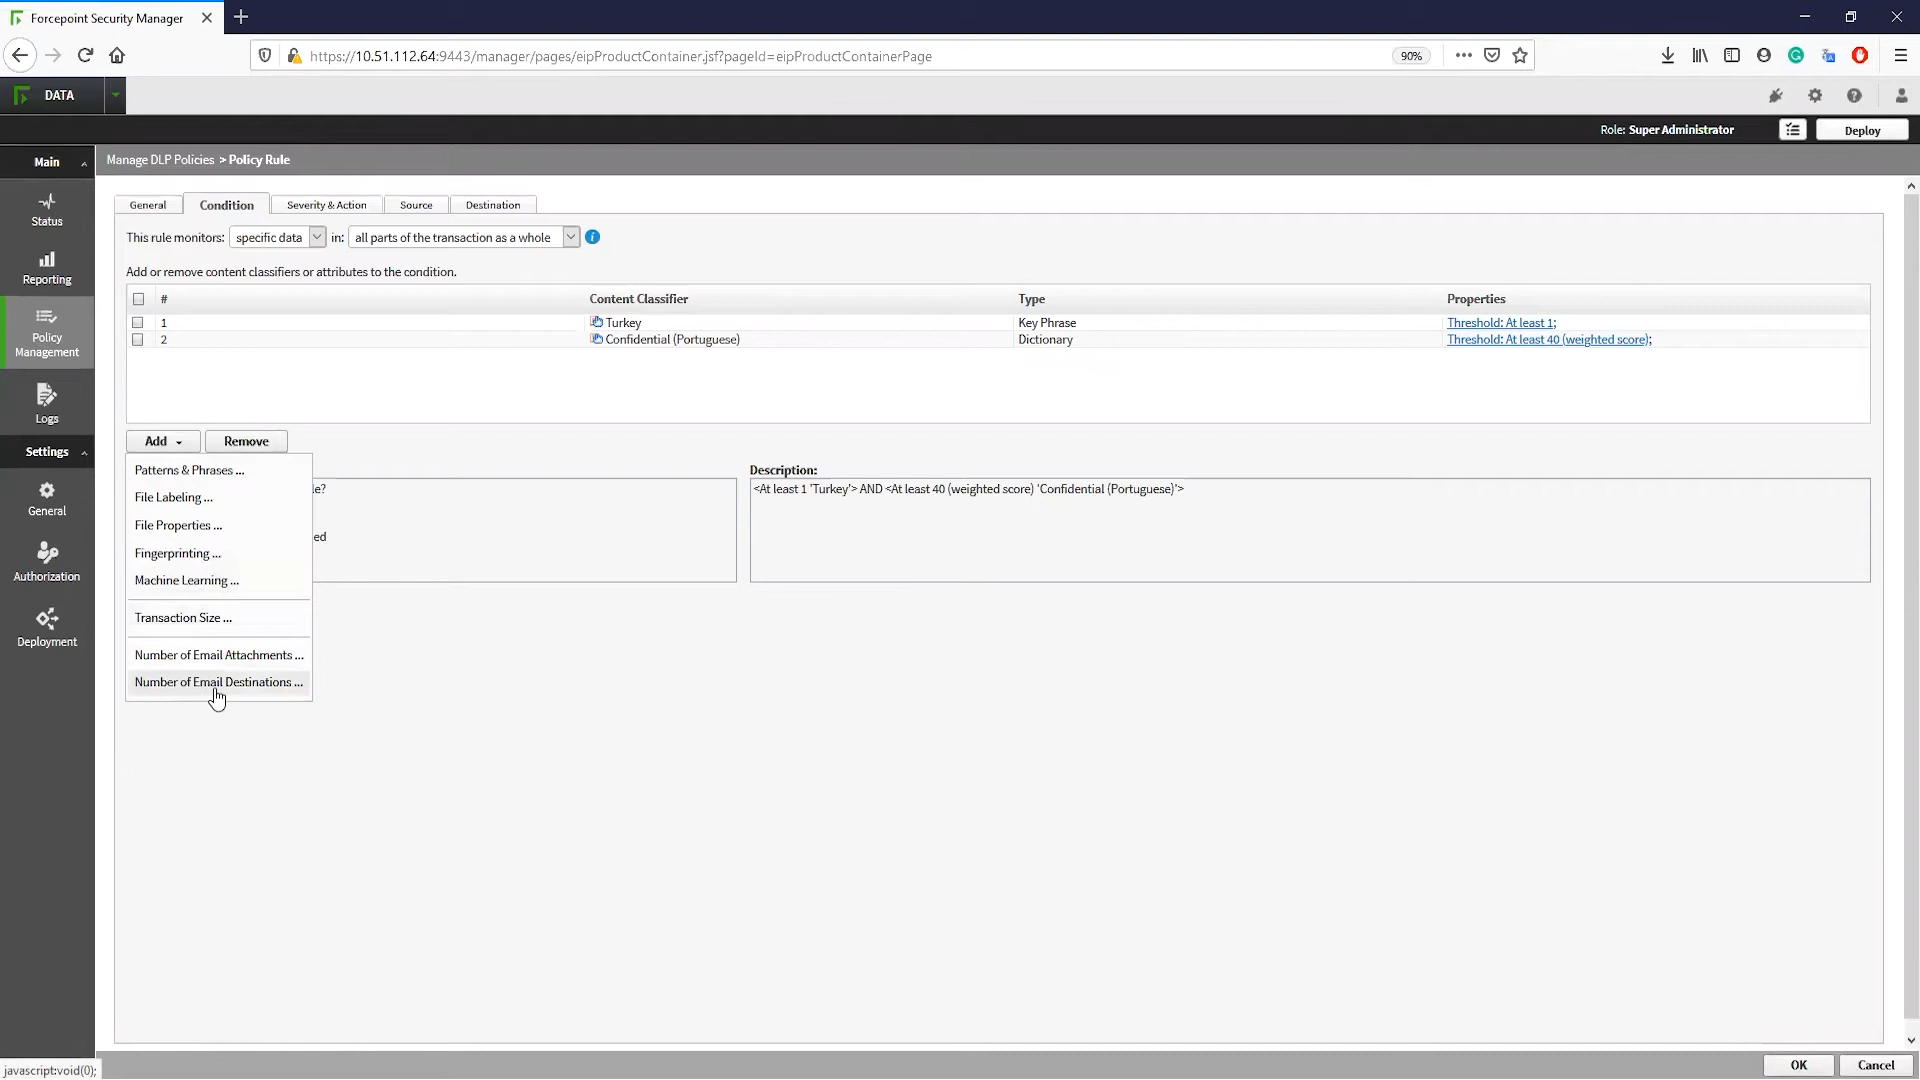 Forcepoint Security Manager
https://10.51.112.64:9443/manager/pages/eipProductContainer.jsf?pageId=eipProductContainerPage
90%
DATA
Role: Super Administrator
Deploy
Main
Manage DLP Policies > Policy Rule
Status
Reporting
Policy
Management
Logs
Settings
General
Authorization
Deployment
General
Condition
Severity & Action
Source
Destination
This rule monitors: specific data in: all parts of the transaction as a whole
Add or remove content classifiers or attributes to the condition.
# Content Classifier Type Properties
1 Turkey Key Phrase Threshold: At least 1;
2 Confidential (Portuguese) Dictionary Threshold: At least 40 (weighted score);
Add
Remove
Patterns & Phrases ...
File Labeling ...
File Properties ...
Fingerprinting ...
Machine Learning ...
Transaction Size ...
Number of Email Attachments ...
Number of Email Destinations ...
le?
ed
Description:
<At least 1 'Turkey'> AND <At least 40 (weighted score) 'Confidential (Portuguese)'>
javascript:void(0);
OK
Cancel